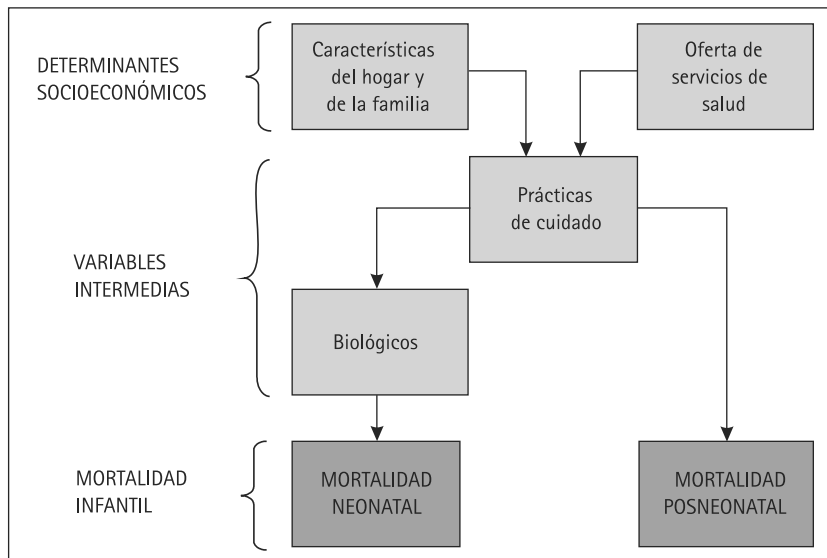 DETERMINANTES
SOCIOECONÓMICOS
Características
del hogar y
de la familia
Oferta de
servicios de
salud
VARIABLES
INTERMEDIAS
Prácticas
de cuidado
Biológicos
MORTALIDAD
INFANTIL
MORTALIDAD
NEONATAL
MORTALIDAD
POSNEONATAL